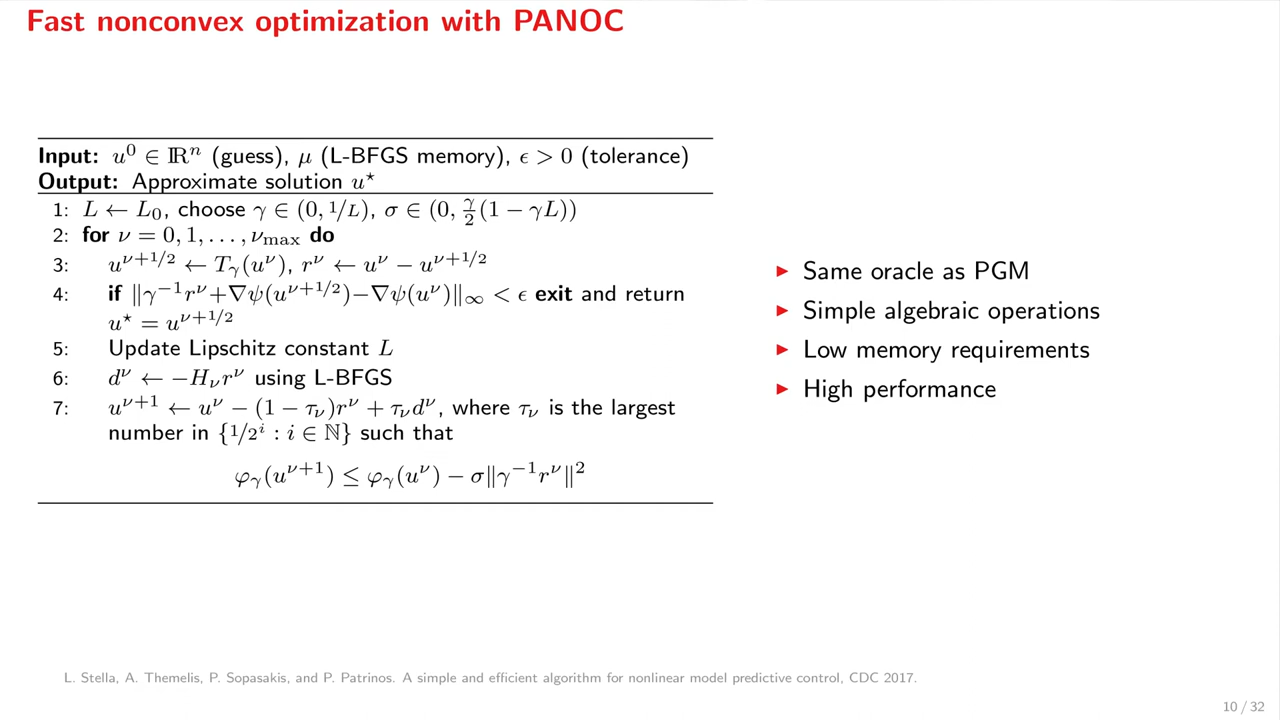 Fast nonconvex optimization with PANOC
Input: u⁰ ∈ ℝⁿ (guess), μ (L-BFGS memory), ϵ > 0 (tolerance)
Output: Approximate solution u⋆
1: L ← L₀, choose γ ∈ (0, 1/L), σ ∈ (0, γ/2(1 − γL))
2: for ν = 0, 1, . . . , ν_max do
3: u^{ν+1/2} ← T_γ(u^ν), r^ν ← u^ν − u^{ν+1/2}
4: if ‖γ⁻¹r^ν+∇ψ(u^{ν+1/2})−∇ψ(u^ν)‖_∞ < ϵ exit and return
u⋆ = u^{ν+1/2}
5: Update Lipschitz constant L
6: d^ν ← −H_ν r^ν using L-BFGS
7: u^{ν+1} ← u^ν − (1 − τ_ν)r^ν + τ_ν d^ν, where τ_ν is the largest
number in {1/2^i : i ∈ ℕ} such that
φ_γ(u^{ν+1}) ≤ φ_γ(u^ν) − σ‖γ⁻¹r^ν‖²
▶ Same oracle as PGM
▶ Simple algebraic operations
▶ Low memory requirements
▶ High performance
L. Stella, A. Themelis, P. Sopasakis, and P. Patrinos. A simple and efficient algorithm for nonlinear model predictive control, CDC 2017.
10 / 32